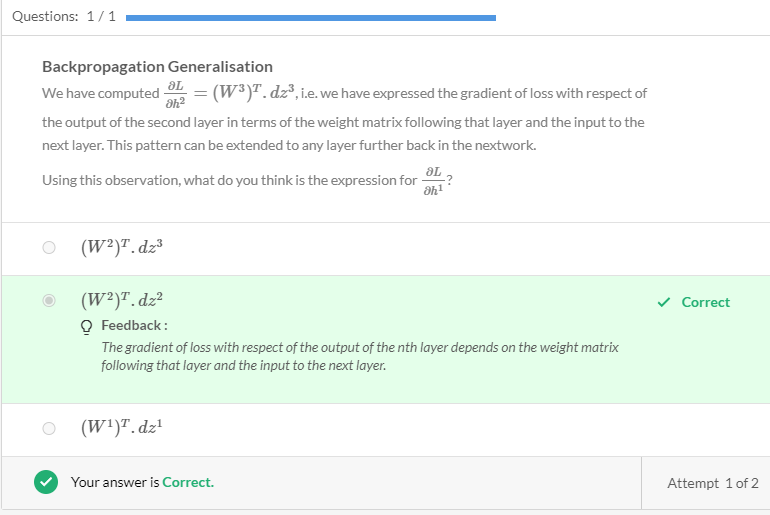 Questions: 1 / 1
Backpropagation Generalisation
We have computed ∂L/∂h² = (W³)ᵀ. dz³, i.e. we have expressed the gradient of loss with respect of
the output of the second layer in terms of the weight matrix following that layer and the input to the
next layer. This pattern can be extended to any layer further back in the nextwork.
Using this observation, what do you think is the expression for ∂L/∂h¹?
(W²)ᵀ. dz³
(W²)ᵀ. dz²
Correct
Feedback :
The gradient of loss with respect of the output of the nth layer depends on the weight matrix
following that layer and the input to the next layer.
(W¹)ᵀ. dz¹
Your answer is Correct.
Attempt 1 of 2